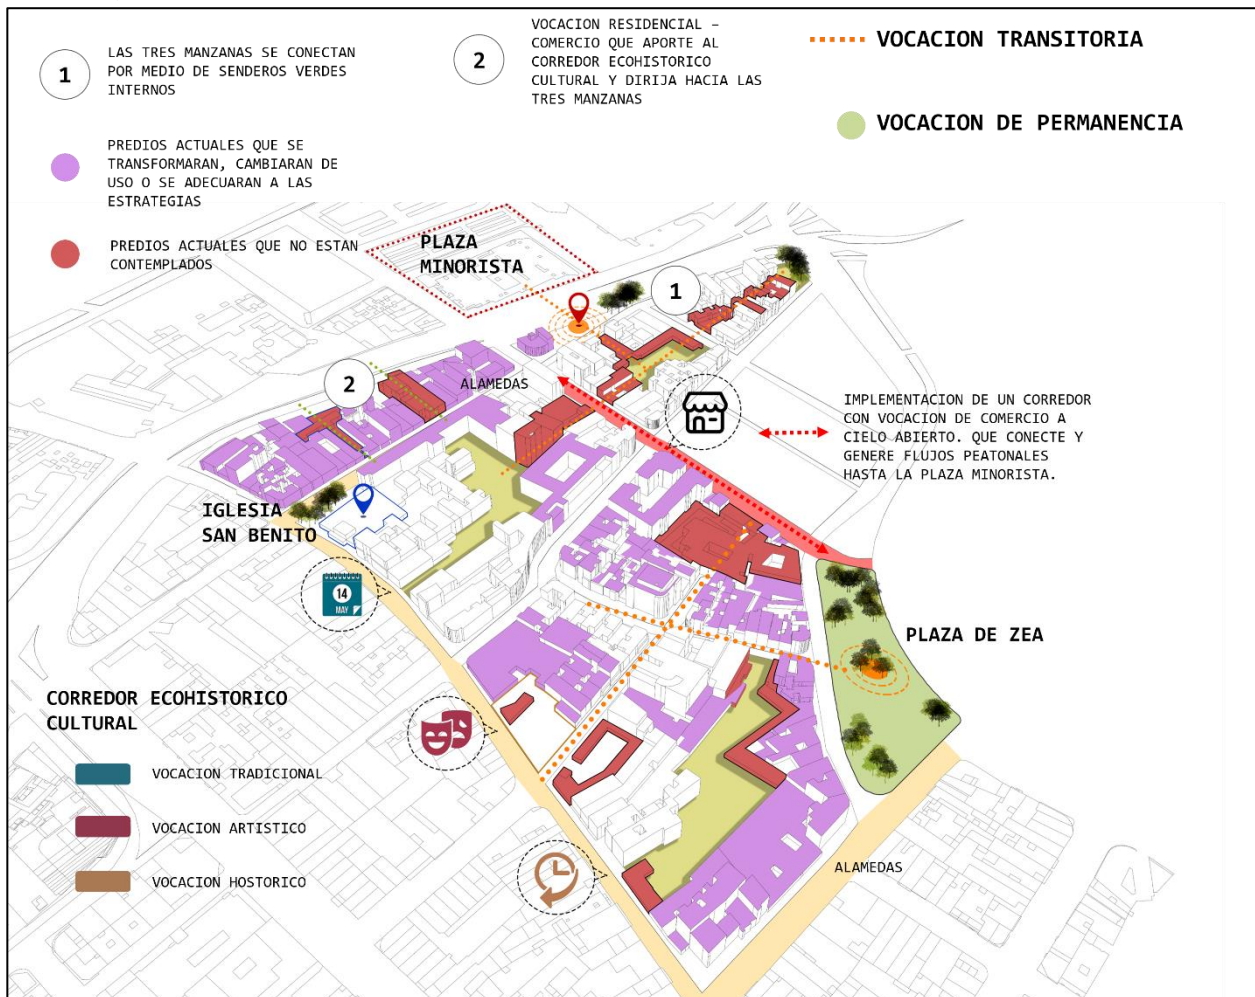 1
LAS TRES MANZANAS SE CONECTAN
POR MEDIO DE SENDEROS VERDES
INTERNOS
2
VOCACION RESIDENCIAL –
COMERCIO QUE APORTE AL
CORREDOR ECOHISTORICO
CULTURAL Y DIRIJA HACIA LAS
TRES MANZANAS
VOCACION TRANSITORIA
VOCACION DE PERMANENCIA
PREDIOS ACTUALES QUE SE
TRANSFORMARAN, CAMBIARAN DE
USO O SE ADECUARAN A LAS
ESTRATEGIAS
PREDIOS ACTUALES QUE NO ESTAN
CONTEMPLADOS
PLAZA
MINORISTA
1
2
ALAMEDAS
IMPLEMENTACION DE UN CORREDOR
CON VOCACION DE COMERCIO A
CIELO ABIERTO. QUE CONECTE Y
GENERE FLUJOS PEATONALES
HASTA LA PLAZA MINORISTA.
IGLESIA
SAN BENITO
14
MAY
PLAZA DE ZEA
CORREDOR ECOHISTORICO
CULTURAL
VOCACION TRADICIONAL
VOCACION ARTISTICO
VOCACION HOSTORICO
ALAMEDAS